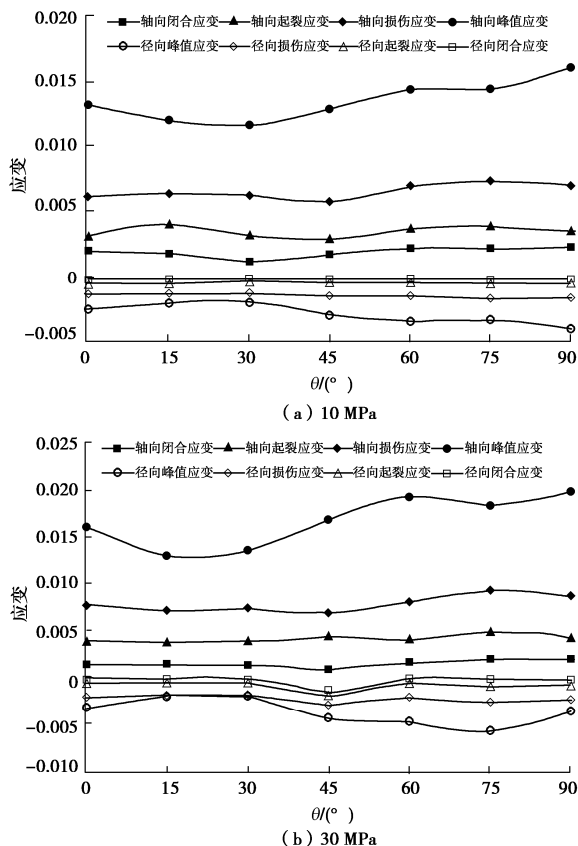 0.020
轴向闭合应变 轴向起裂应变 轴向损伤应变 轴向峰值应变
径向峰值应变 径向损伤应变 径向起裂应变 径向闭合应变
0.015
0.010
应变
0.005
0
−0.005
0 15 30 45 60 75 90
θ/(°)
（a）10 MPa
0.025
轴向闭合应变 轴向起裂应变 轴向损伤应变 轴向峰值应变
径向峰值应变 径向损伤应变 径向起裂应变 径向闭合应变
0.020
0.015
0.010
应变
0.005
0
−0.005
−0.010
0 15 30 45 60 75 90
θ/(°)
（b）30 MPa